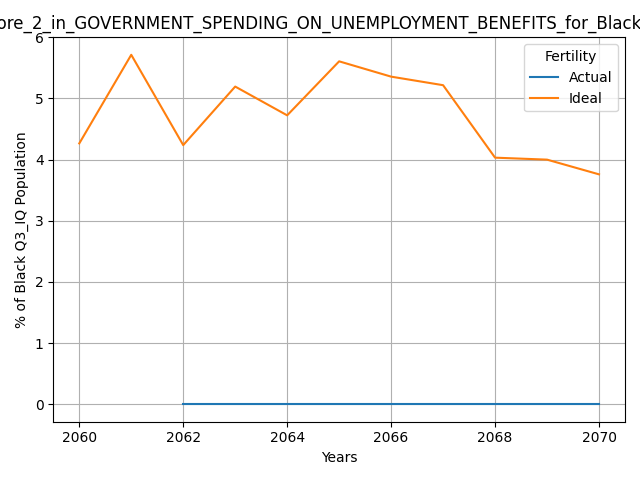 ore_2_in_GOVERNMENT_SPENDING_ON_UNEMPLOYMENT_BENEFITS_for_Black
6
5
4
3
2
1
0
% of Black Q3_IQ Population
Fertility
Actual
Ideal
2060 2062 2064 2066 2068 2070
Years